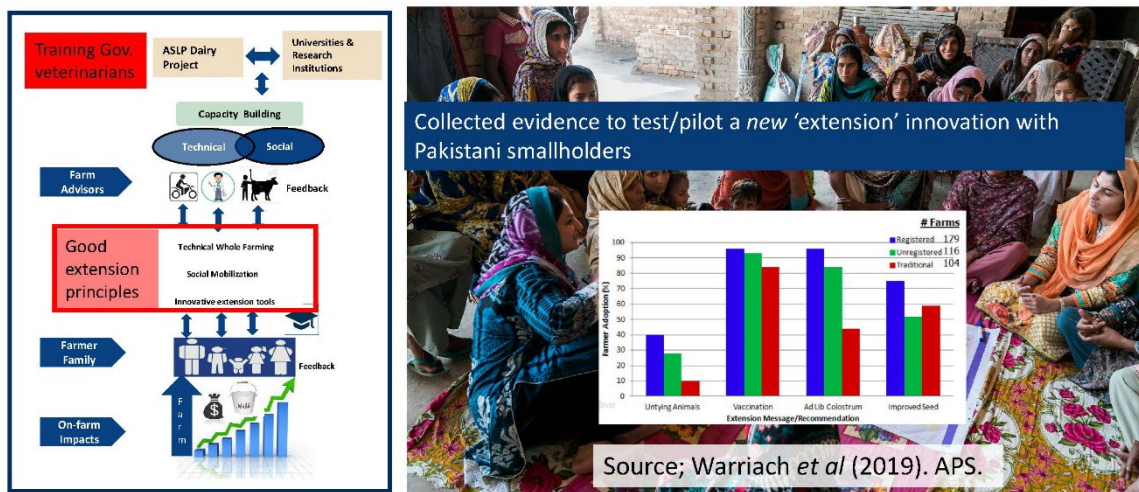 Training Gov.
veterinarians
ASLP Dairy
Project
Universities &
Research
Institutions
Capacity Building
Technical
Social
Farm
Advisors
Feedback
Good
extension
principles
Technical Whole Farming
Social Mobilization
Innovative extension tools
Farmer
Family
Feedback
On-farm
Impacts
Farm
$
Milk
Collected evidence to test/pilot a new ‘extension’ innovation with
Pakistani smallholders
# Farms
Registered 179
Unregistered 116
Traditional 104
Farmer Adoption (%)
100
90
80
70
60
50
40
30
20
10
0
Untying Animals
Vaccination
Ad Lib Colostrum
Improved Seed
Extension Message/Recommendation
Source; Warriach et al (2019). APS.